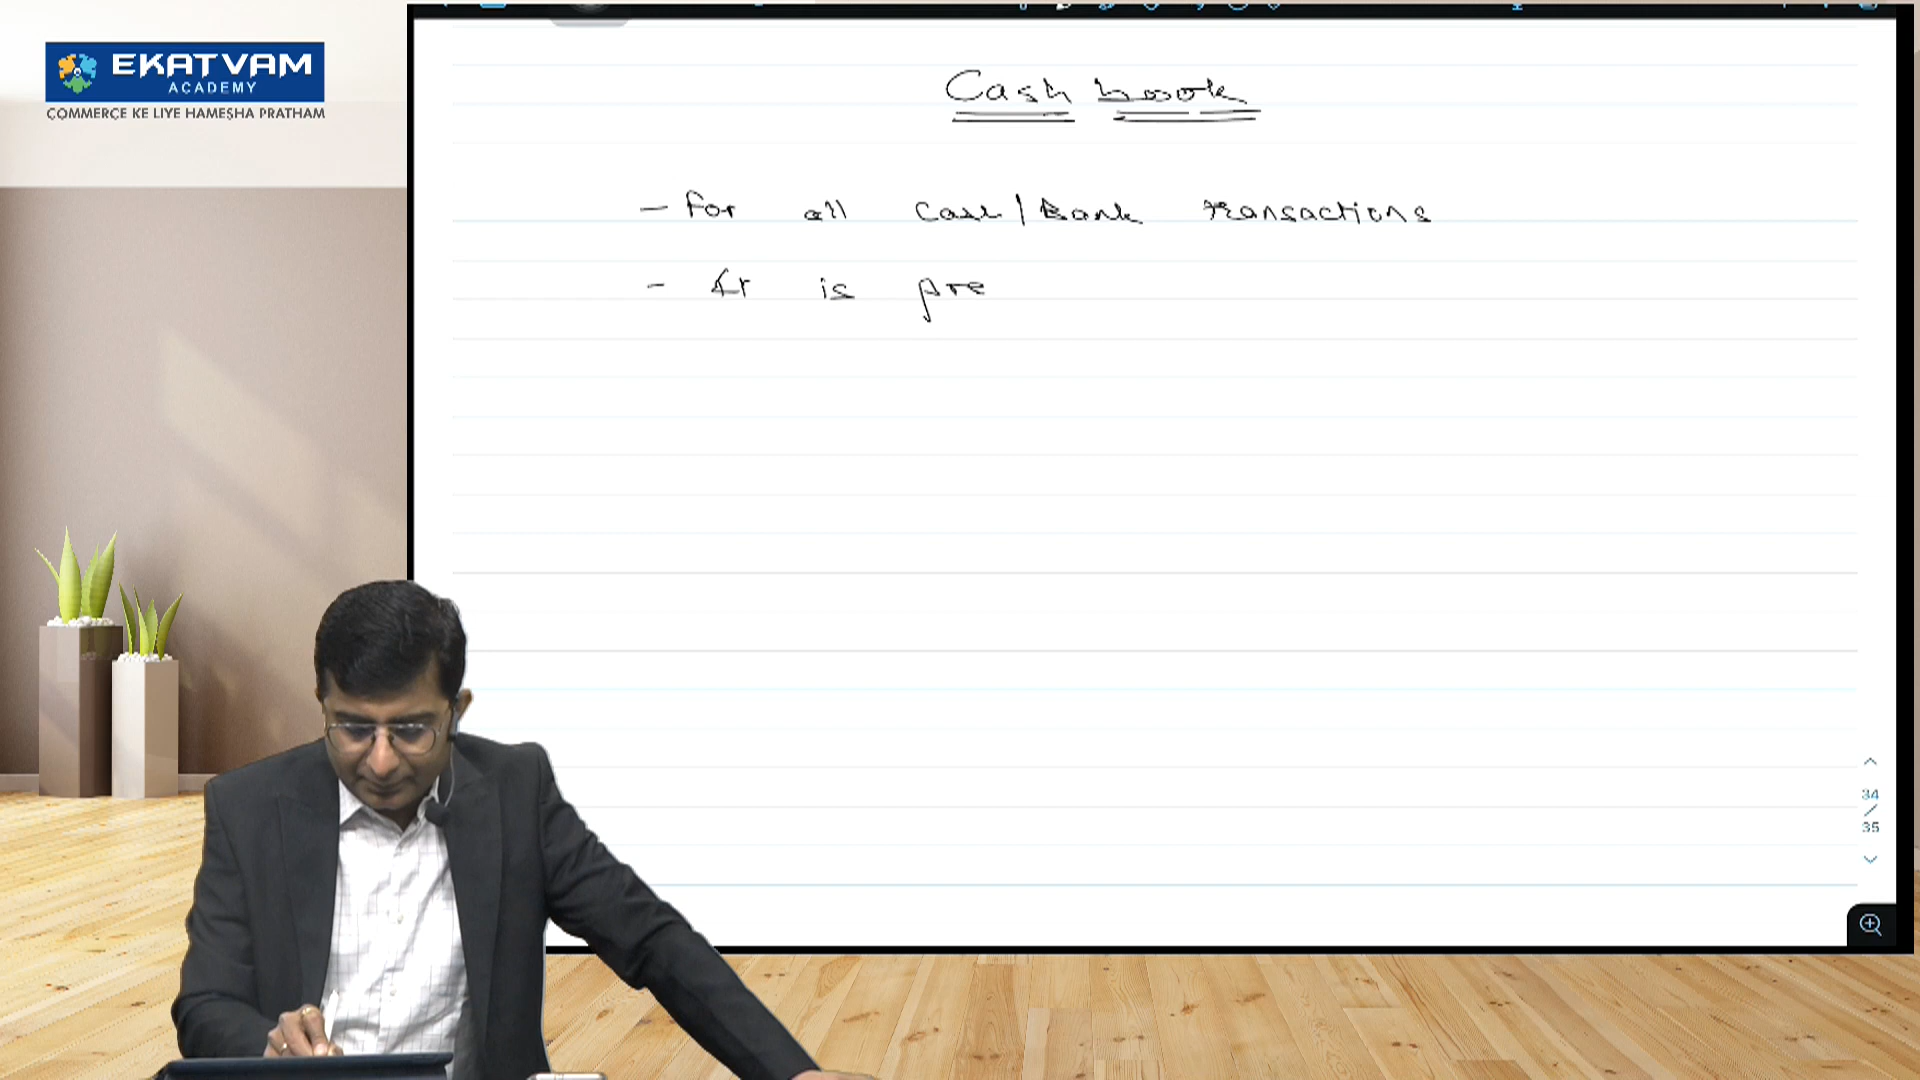 EKATVAM
ACADEMY
COMMERCE KE LIYE HAMESHA PRATHAM
Cash book
- For all Cash/Bank transactions
- It is pre
34
/
35